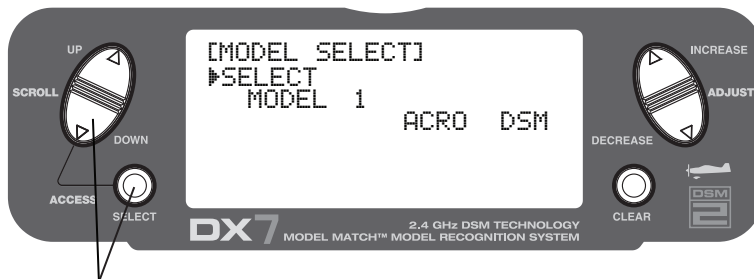 UP
SCROLL
DOWN
ACCESS
SELECT
[MODEL SELECT]
▶SELECT
MODEL 1
ACRO DSM
INCREASE
ADJUST
DECREASE
CLEAR
DSM
2
DX7
2.4 GHz DSM TECHNOLOGY
MODEL MATCH™ MODEL RECOGNITION SYSTEM